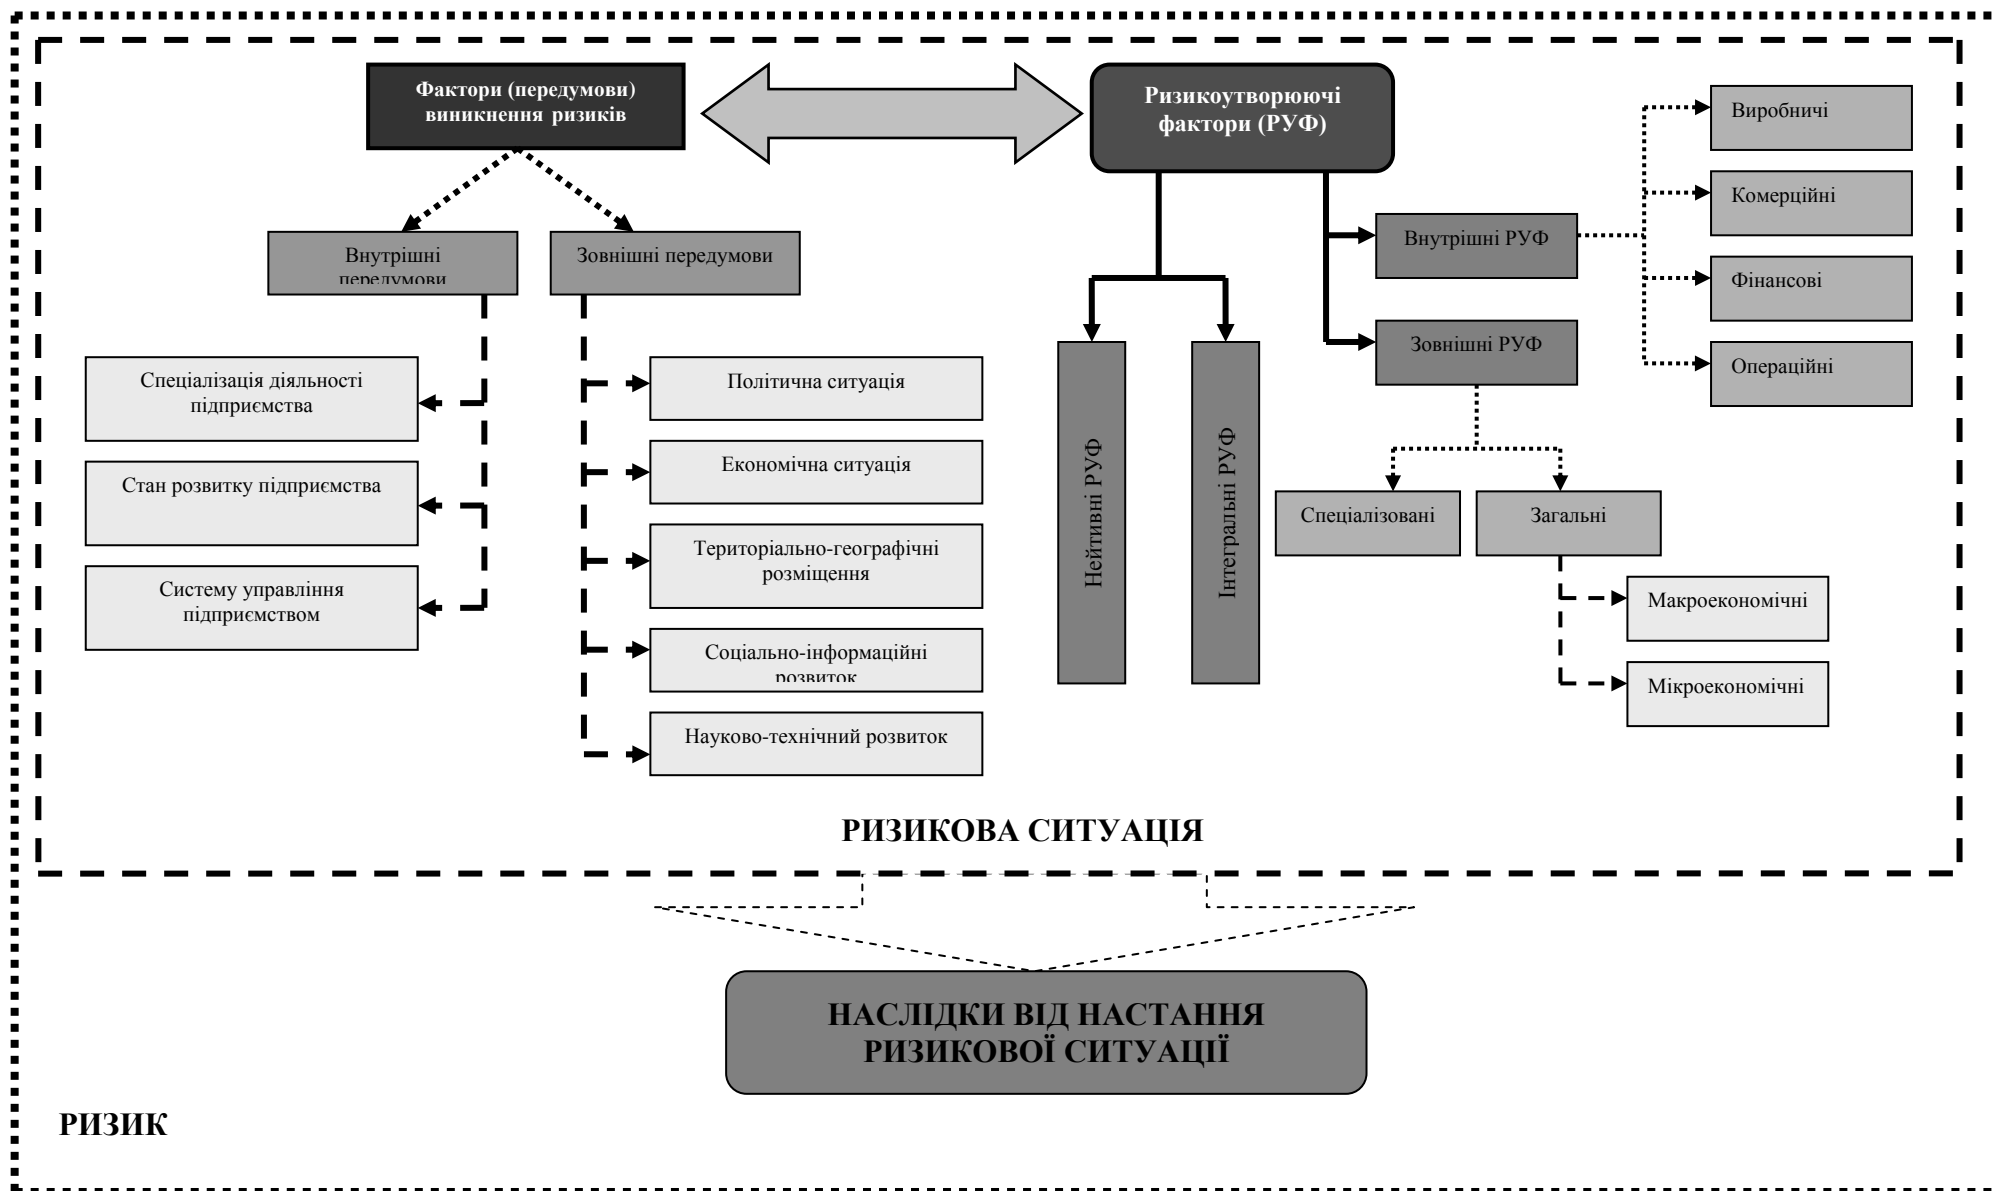 Фактори (передумови)
виникнення ризиків
Ризикоутворюючі
фактори (РУФ)
Внутрішні
передумови
Зовнішні передумови
Спеціалізація діяльності
підприємства
Стан розвитку підприємства
Систему управління
підприємством
Політична ситуація
Економічна ситуація
Територіально-географічні
розміщення
Соціально-інформаційні
розвиток
Науково-технічний розвиток
Нейтивні РУФ
Інтегральні РУФ
Внутрішні РУФ
Зовнішні РУФ
Виробничі
Комерційні
Фінансові
Операційні
Спеціалізовані
Загальні
Макроекономічні
Мікроекономічні
РИЗИКОВА СИТУАЦІЯ
НАСЛІДКИ ВІД НАСТАННЯ
РИЗИКОВОЇ СИТУАЦІЇ
РИЗИК